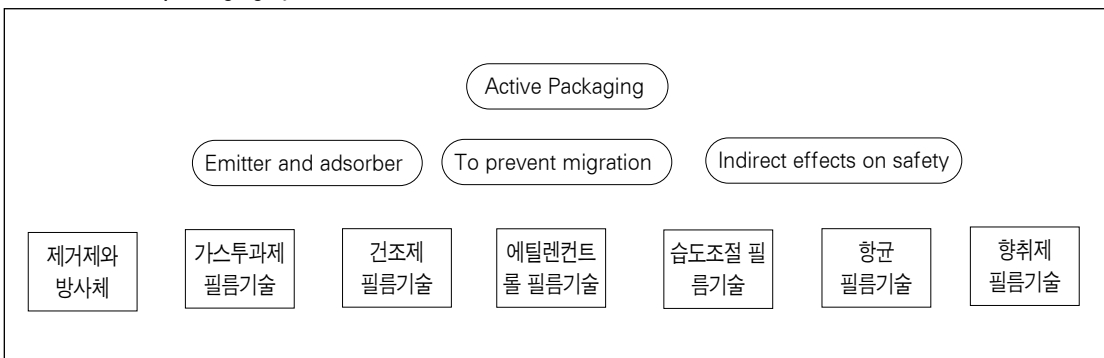 Active Packaging
Emitter and adsorber
To prevent migration
Indirect effects on safety
제거제와
방사체
가스투과제
필름기술
건조제
필름기술
에틸렌컨트
롤 필름기술
습도조절 필
름기술
항균
필름기술
향취제
필름기술